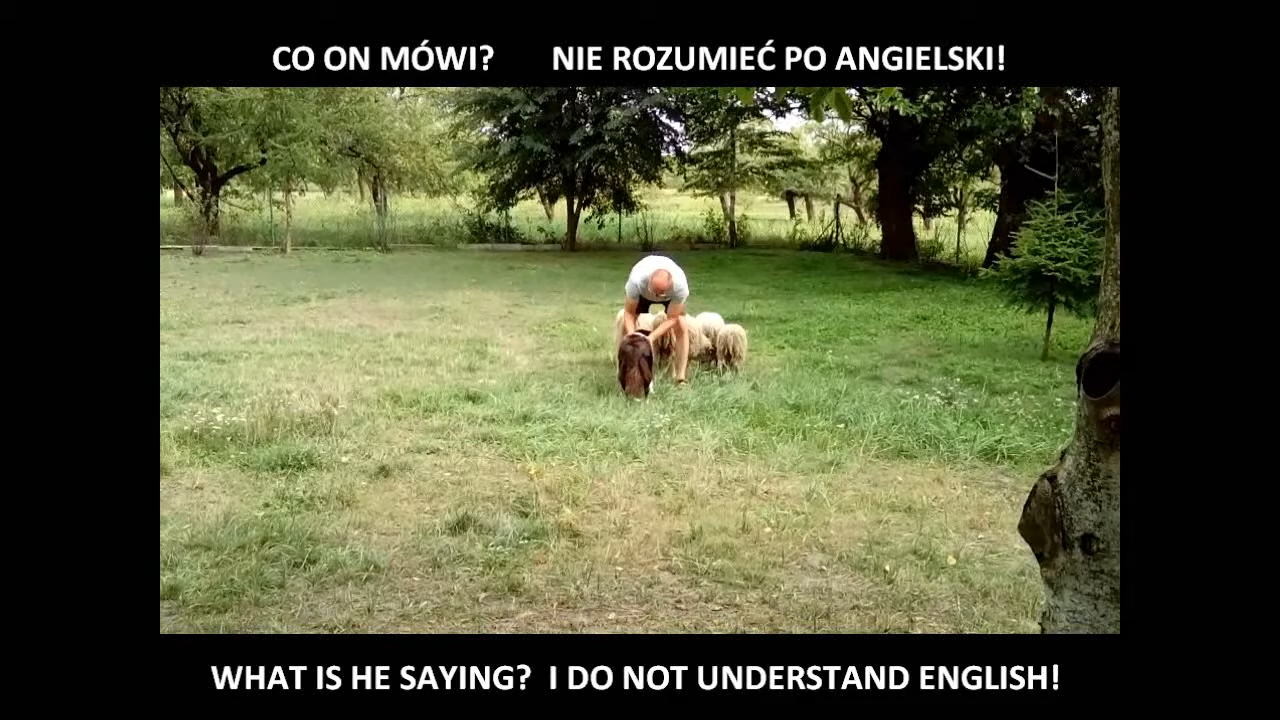 CO ON MÓWI? NIE ROZUMIEĆ PO ANGIELSKI!
WHAT IS HE SAYING? I DO NOT UNDERSTAND ENGLISH!